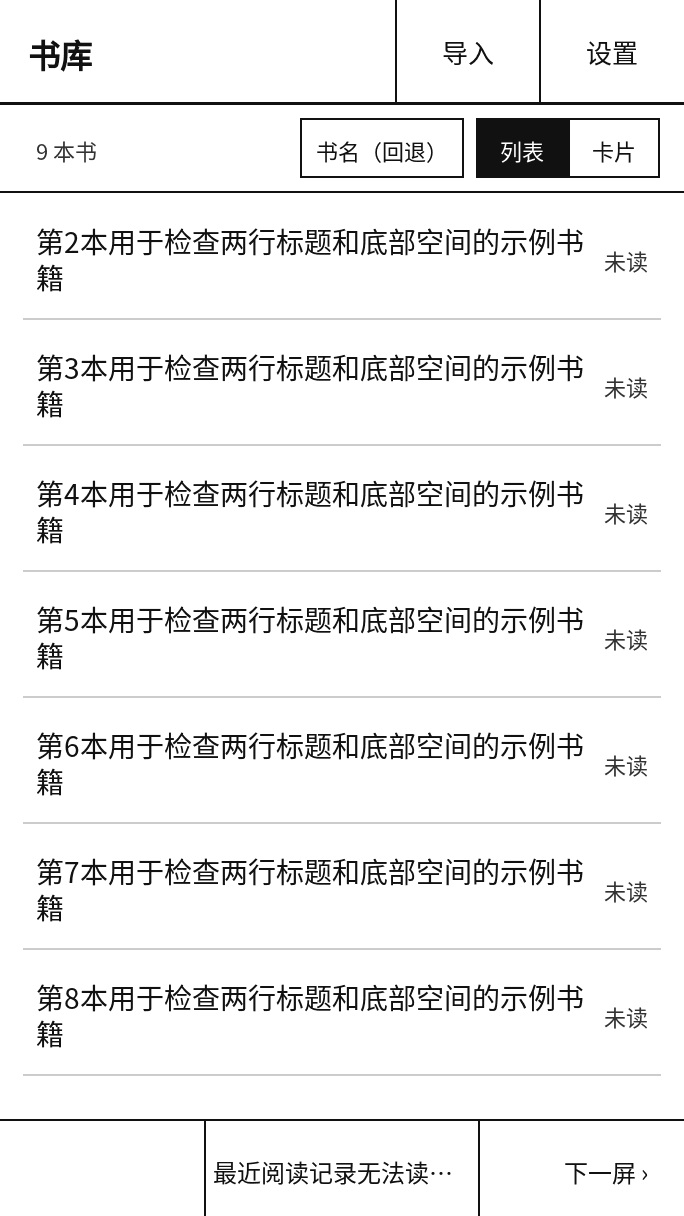 书库
导入
设置
9 本书
书名（回退）
列表
卡片
第2本用于检查两行标题和底部空间的示例书
籍
未读
第3本用于检查两行标题和底部空间的示例书
籍
未读
第4本用于检查两行标题和底部空间的示例书
籍
未读
第5本用于检查两行标题和底部空间的示例书
籍
未读
第6本用于检查两行标题和底部空间的示例书
籍
未读
第7本用于检查两行标题和底部空间的示例书
籍
未读
第8本用于检查两行标题和底部空间的示例书
籍
未读
最近阅读记录无法读…
下一屏 ›